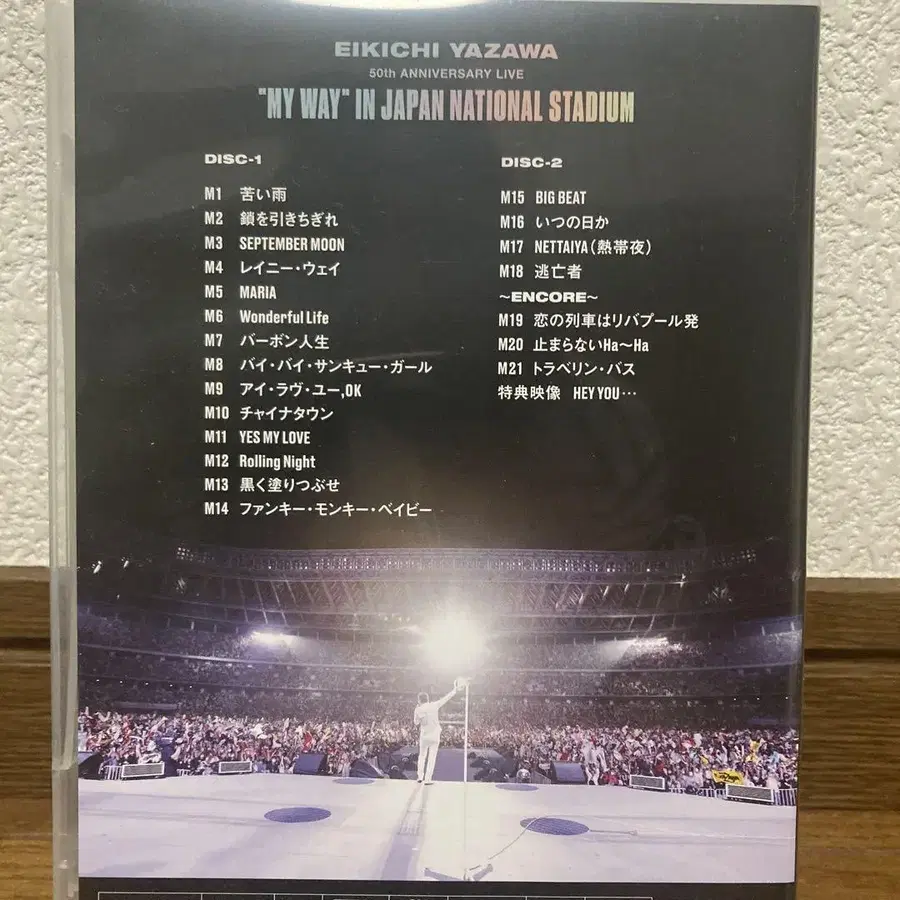 EIKICHI YAZAWA
50th ANNIVERSARY LIVE
"MY WAY" IN JAPAN NATIONAL STADIUM
DISC-1
M1 苦い雨
M2 鎖を引きちぎれ
M3 SEPTEMBER MOON
M4 レイニー・ウェイ
M5 MARIA
M6 Wonderful Life
M7 バーボン人生
M8 バイ・バイ・サンキュー・ガール
M9 アイ・ラヴ・ユー,OK
M10 チャイナタウン
M11 YES MY LOVE
M12 Rolling Night
M13 黒く塗りつぶせ
M14 ファンキー・モンキー・ベイビー
DISC-2
M15 BIG BEAT
M16 いつの日か
M17 NETTAIYA(熱帯夜)
M18 逃亡者
~ENCORE~
M19 恋の列車はリバプール発
M20 止まらないHa~Ha
M21 トラベリン・バス
特典映像 HEY YOU…